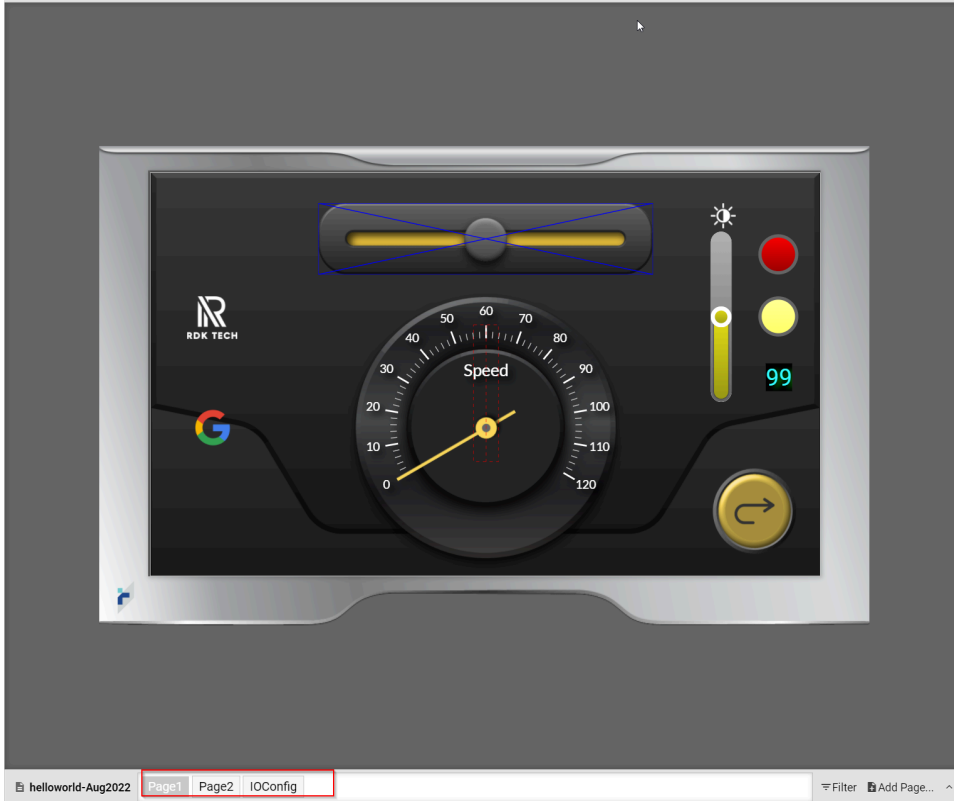 60
50
70
40
80
RDK TECH
30
Speed
90
99
20
100
10
110
0
120
helloworld-Aug2022
Page1
Page2
IOConfig
Filter
Add Page...